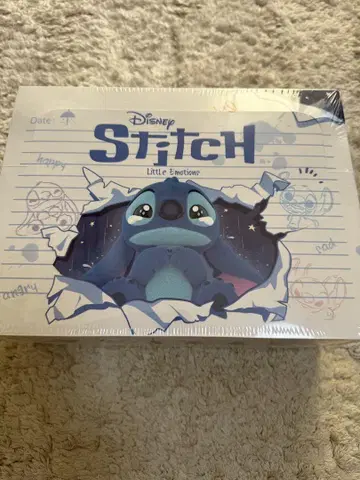 Date:
Disney
Stitch
Little Emotions
happy
sad
angry